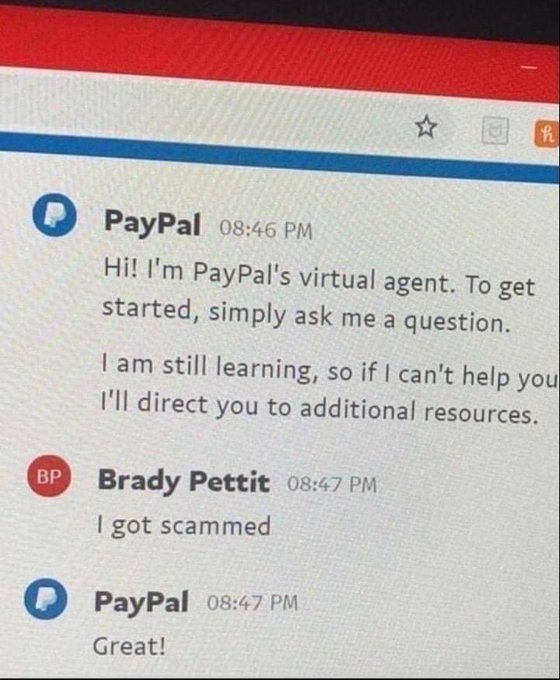 PayPal 08:46 PM
Hi! I'm PayPal's virtual agent. To get
started, simply ask me a question.
I am still learning, so if I can't help you
I'll direct you to additional resources.
BP
Brady Pettit 08:47 PM
I got scammed
PayPal 08:47 PM
Great!